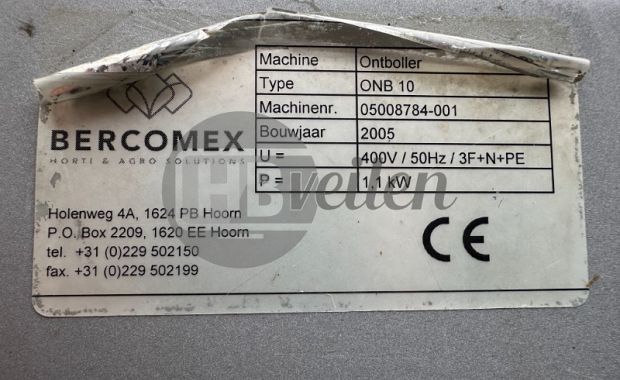 Machine Ontboller
Type ONB 10
Machinenr. 05008784-001
Bouwjaar 2005
U = 400V / 50Hz / 3F+N+PE
P = 1,1 kW
BERCOMEX
HORTI & AGRO SOLUTIONS
HBveilen
Holenweg 4A, 1624 PB Hoorn
P.O. Box 2209, 1620 EE Hoorn
tel. +31 (0)229 502150
fax. +31 (0)229 502199
CE